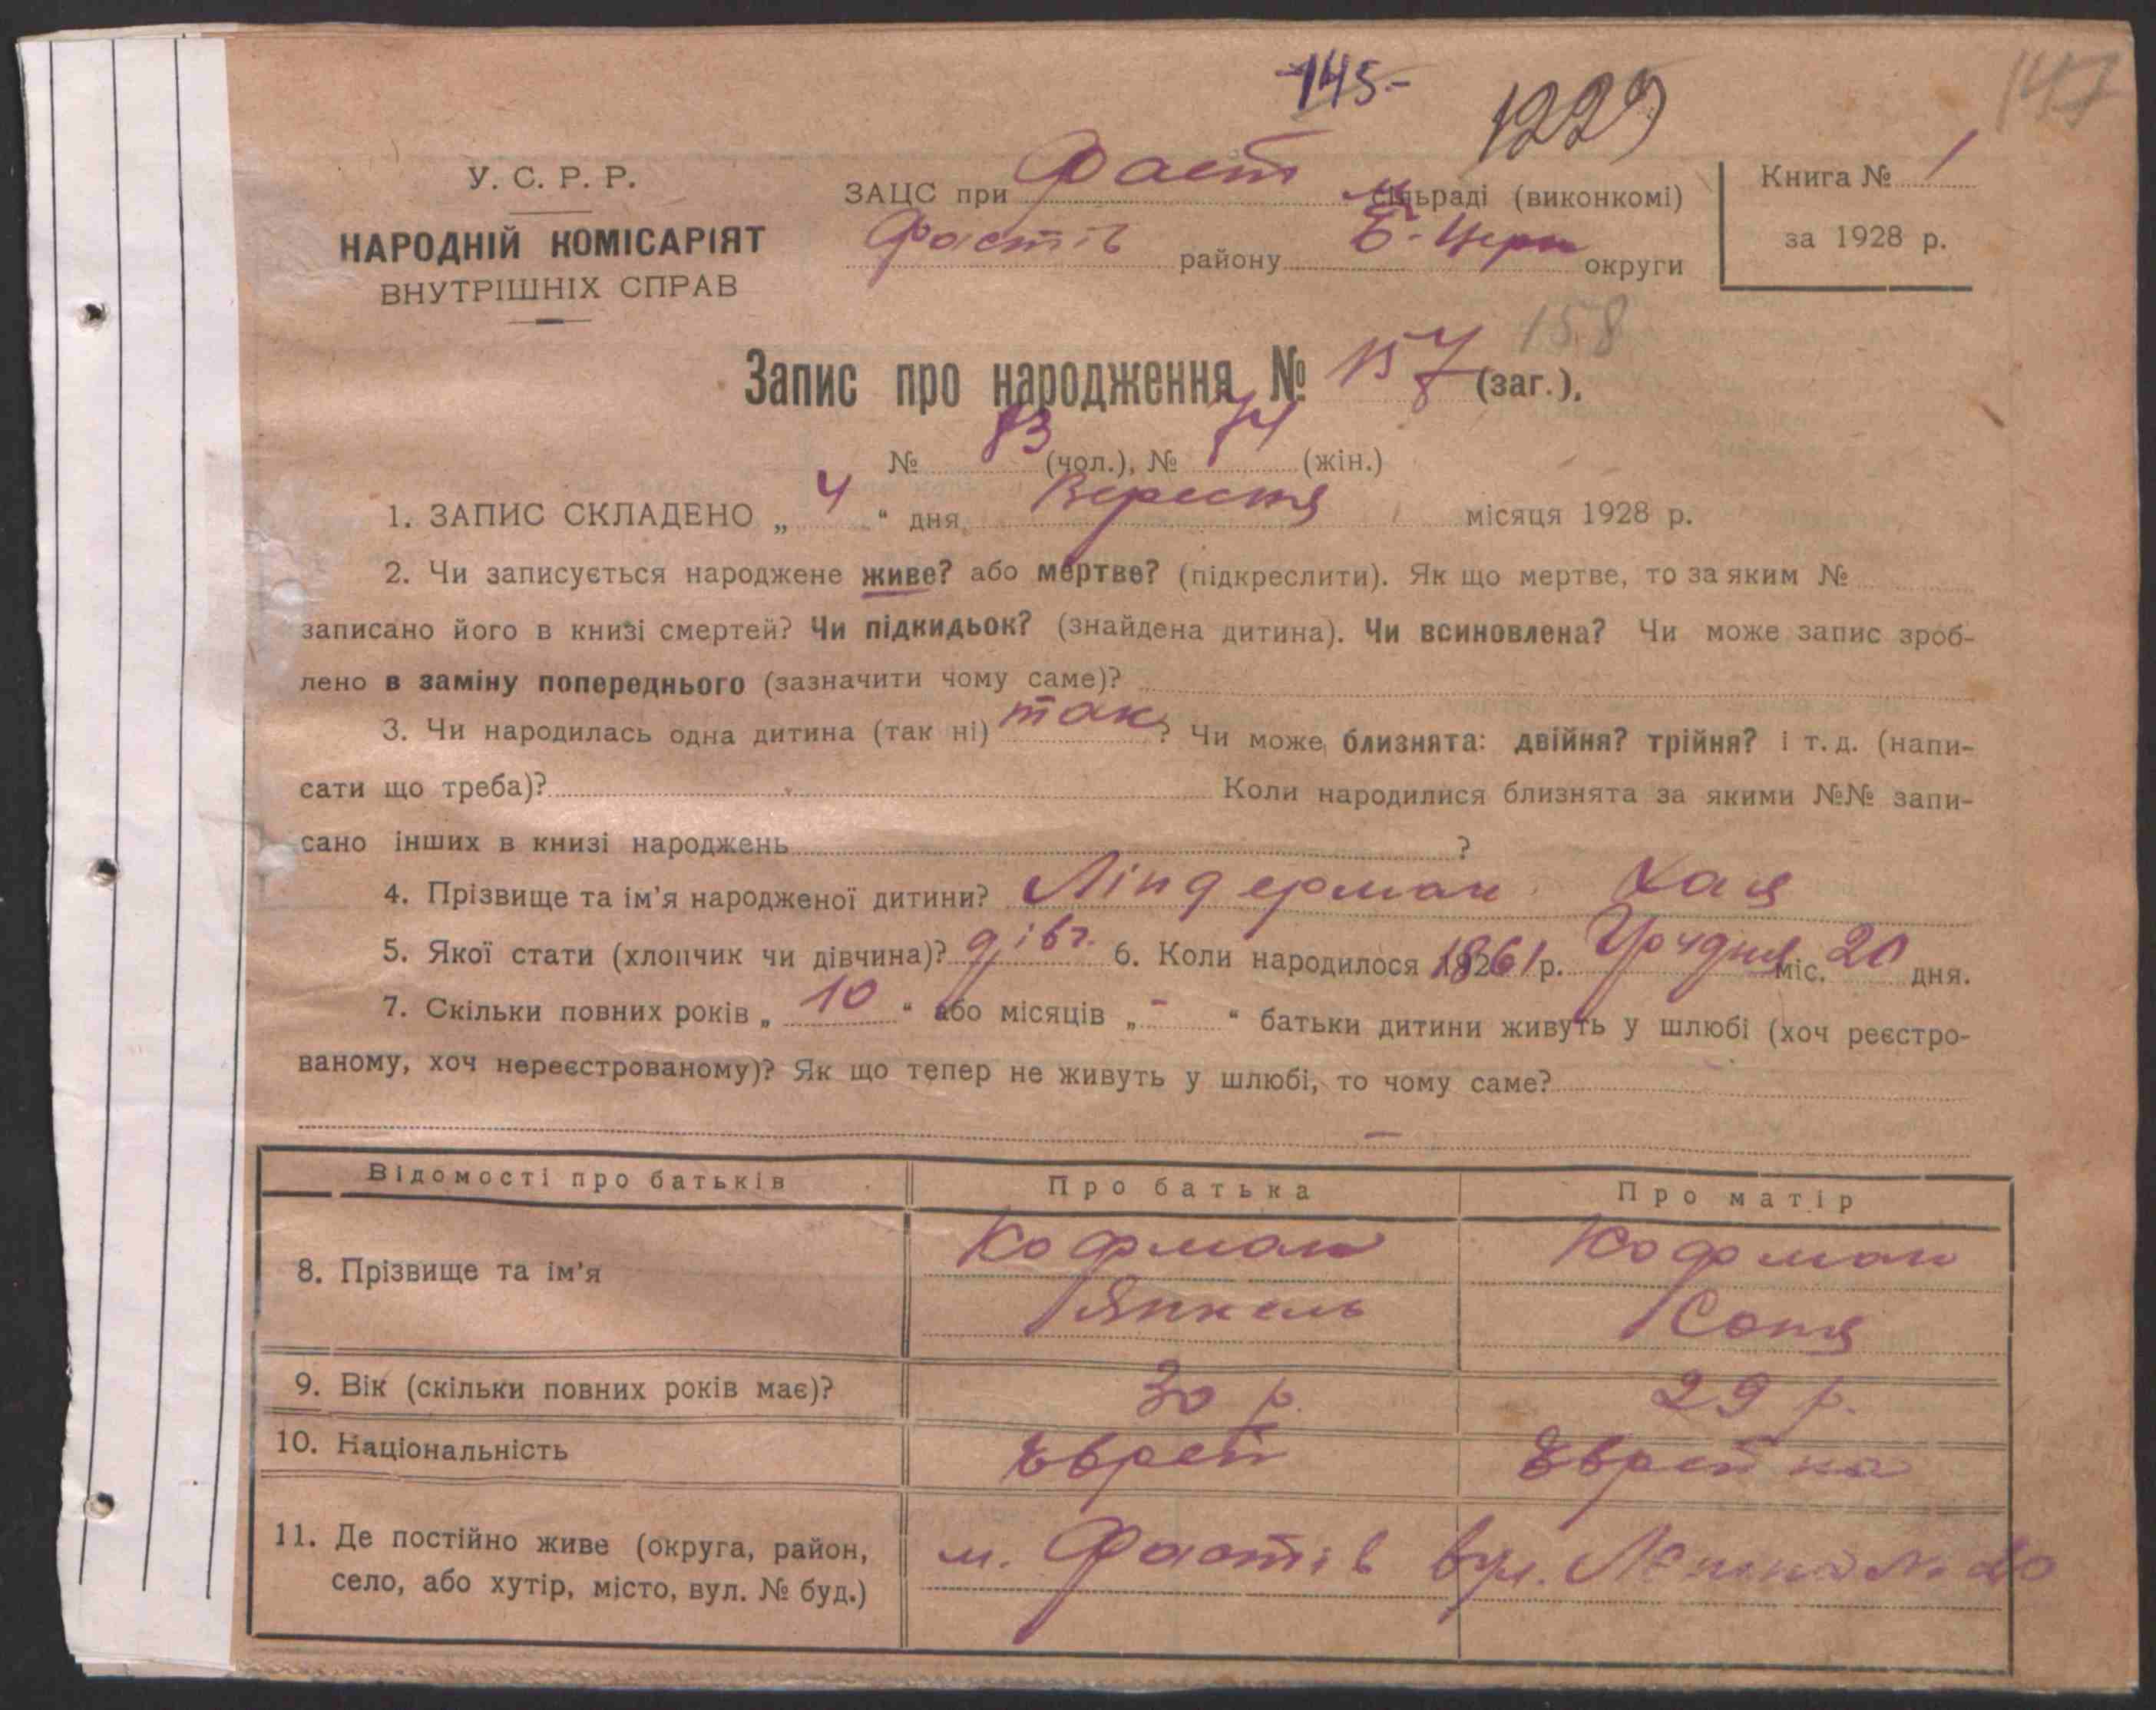 -145-
1229
147
У. С. Р. Р.
НАРОДНІЙ КОМІСАРІЯТ
ВНУТРІШНІХ СПРАВ
ЗАЦС при Фаст м сільраді (виконкомі)
Фастів району Б-Церк округи
Книга № 1
за 1928 р.
158
Запис про народження № 157 (заг.),
№ 83 (чол.), № 74 (жін.)
1. ЗАПИС СКЛАДЕНО „ 4 “ дня Вересня місяця 1928 р.
2. Чи записується народжене живе? або мертве? (підкреслити). Як що мертве, то за яким №
записано його в книзі смертей? Чи підкидьок? (знайдена дитина). Чи всиновлена? Чи може запис зроб-
лено в заміну попереднього (зазначити чому саме)?
3. Чи народилась одна дитина (так ні) так ? Чи може близнята: двійня? трійня? і т. д. (напи-
сати що треба)? Коли народилися близнята за якими №№ запи-
сано інших в книзі народжень ?
4. Прізвище та ім’я народженої дитини? Ліндерман Хая
5. Якої стати (хлопчик чи дівчина)? дівч. 6. Коли народилося 1861 р. Грудня міс. 20 дня.
7. Скільки повних років „ 10 “ або місяців „ - “ батьки дитини живуть у шлюбі (хоч реєстро-
ваному, хоч нереєстрованому)? Як що тепер не живуть у шлюбі, то чому саме?
—
Відомості про батьків Про батька Про матір
8. Прізвище та ім’я Кофман Кофман
Янкель Соня
9. Вік (скільки повних років має)? 30 р. 29 р.
10. Національність Єврей Єврейка
11. Де постійно живе (округа, район,
село, або хутір, місто, вул. № буд.)
м. Фастів вул. Леніна № 20